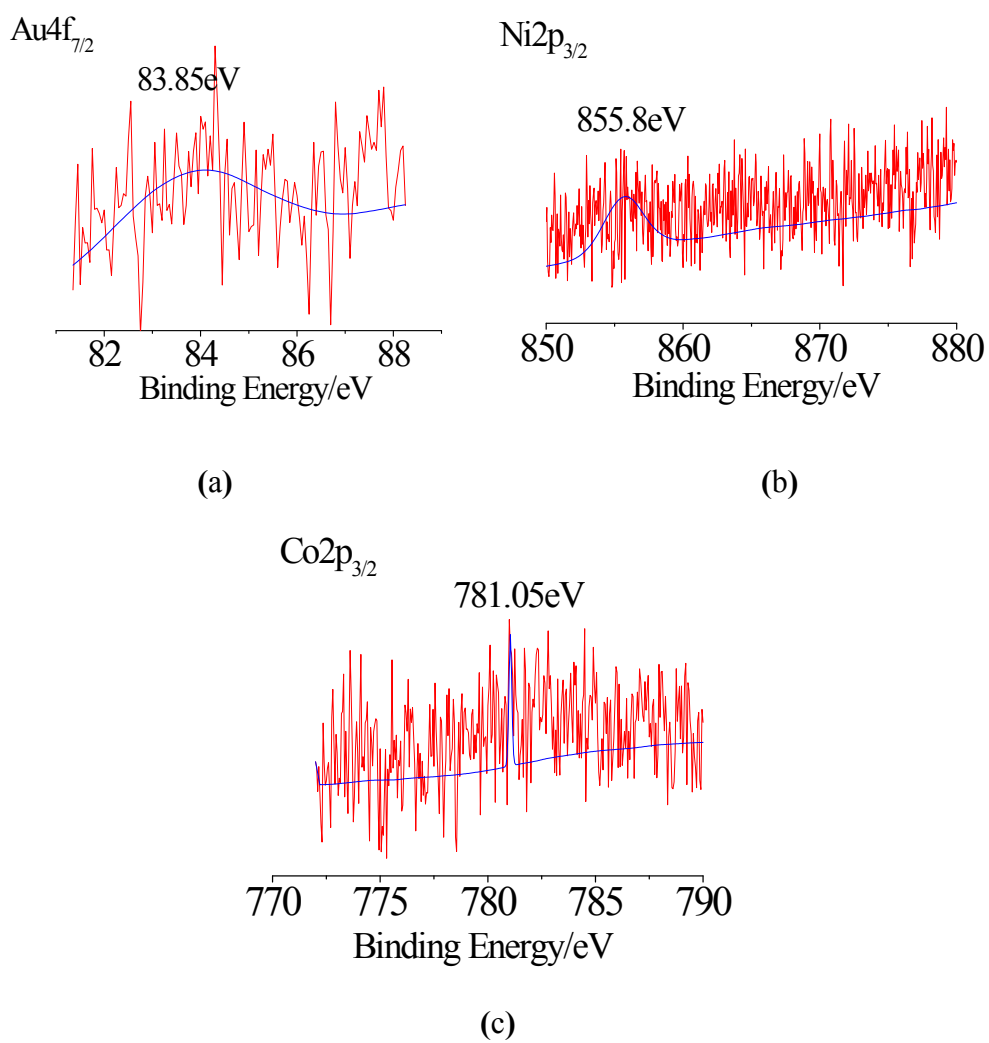 Au4f7/2
83.85eV
82 84 86 88
Binding Energy/eV
(a)
Ni2p3/2
855.8eV
850 860 870 880
Binding Energy/eV
(b)
Co2p3/2
781.05eV
770 775 780 785 790
Binding Energy/eV
(c)